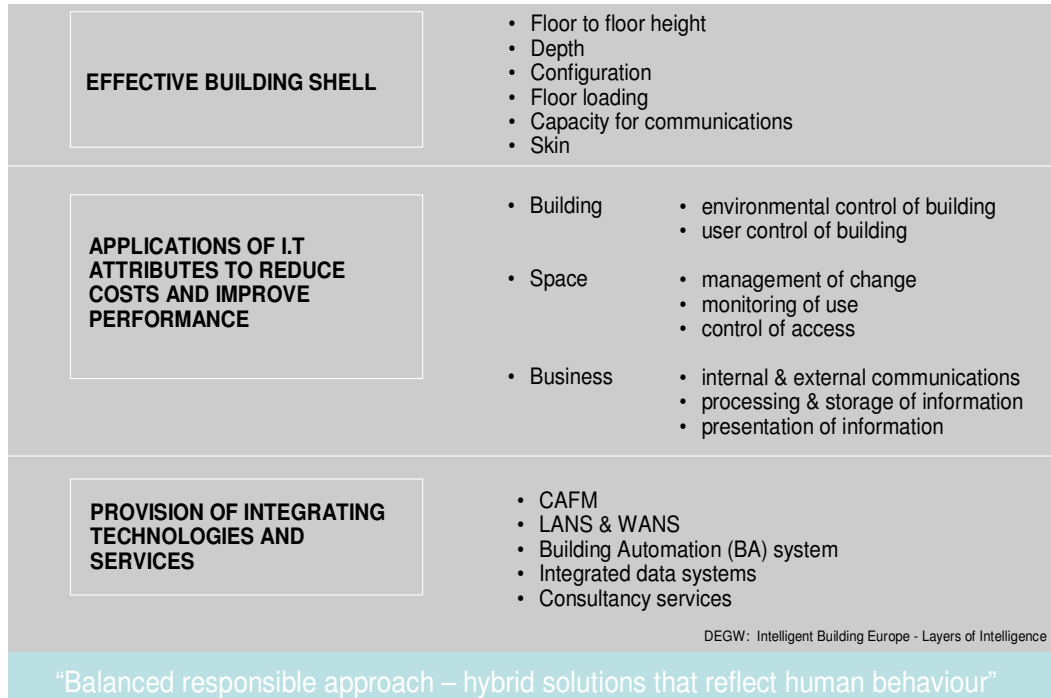 EFFECTIVE BUILDING SHELL
• Floor to floor height
• Depth
• Configuration
• Floor loading
• Capacity for communications
• Skin
APPLICATIONS OF I.T
ATTRIBUTES TO REDUCE
COSTS AND IMPROVE
PERFORMANCE
• Building • environmental control of building
• user control of building
• Space • management of change
• monitoring of use
• control of access
• Business • internal & external communications
• processing & storage of information
• presentation of information
PROVISION OF INTEGRATING
TECHNOLOGIES AND
SERVICES
• CAFM
• LANS & WANS
• Building Automation (BA) system
• Integrated data systems
• Consultancy services
DEGW: Intelligent Building Europe - Layers of Intelligence
“Balanced responsible approach – hybrid solutions that reflect human behaviour”